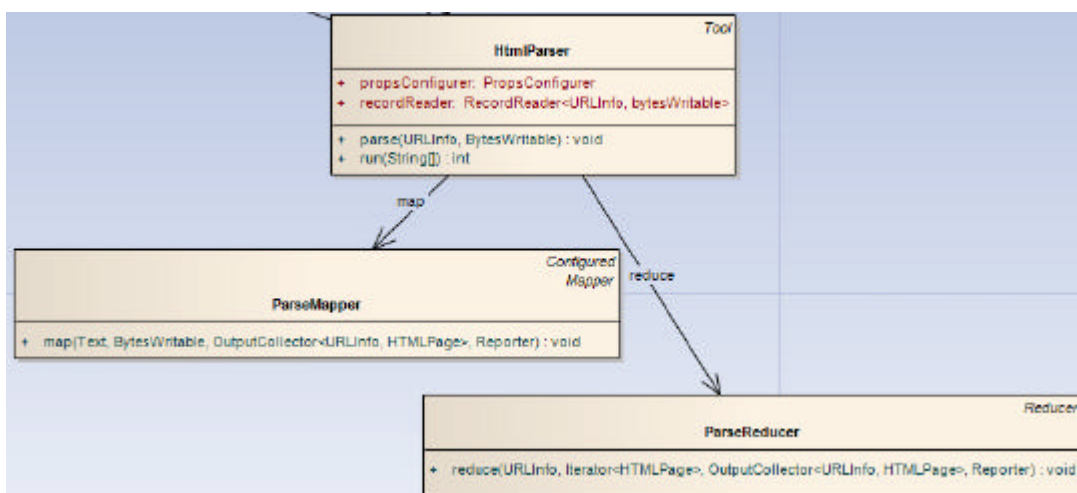 Tool
HtmlParser
+ propsConfigurer: PropsConfigurer
+ recordReader: RecordReader<URLInfo, bytesWritable>
+ parse(URLInfo, BytesWritable) : void
+ run(String[]) : int
map
Configured
Mapper
reduce
ParseMapper
+ map(Text, BytesWritable, OutputCollector<URLInfo, HTMLPage>, Reporter) : void
Reducer
ParseReducer
+ reduce(URLInfo, Iterator<HTMLPage>, OutputCollector<URLInfo, HTMLPage>, Reporter) : void